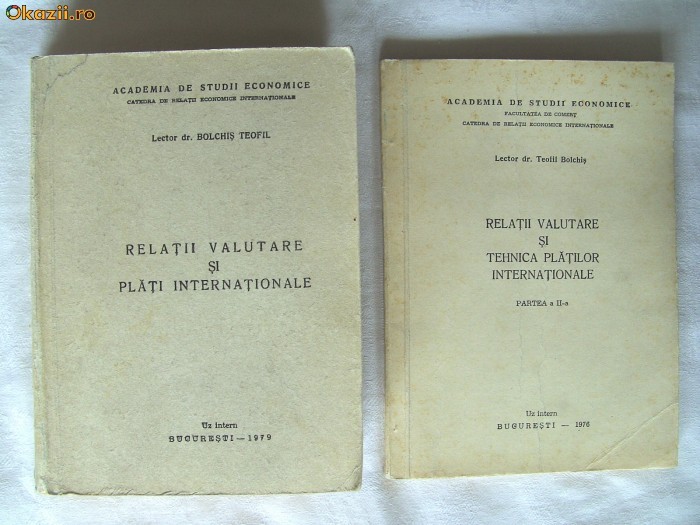 Okazii.ro
ACADEMIA DE STUDII ECONOMICE
CATEDRA DE RELAȚII ECONOMICE INTERNAȚIONALE
Lector dr. BOLCHIȘ TEOFIL
RELAȚII VALUTARE
ȘI
PLĂȚI INTERNAȚIONALE
Uz intern
BUCUREȘTI — 1979
ACADEMIA DE STUDII ECONOMICE
FACULTATEA DE COMERȚ
CATEDRA DE RELAȚII ECONOMICE INTERNAȚIONALE
Lector dr. Teofil Bolchiș
RELAȚII VALUTARE
ȘI
TEHNICA PLĂȚILOR
INTERNAȚIONALE
PARTEA a II-a
Uz intern
BUCUREȘTI — 1976